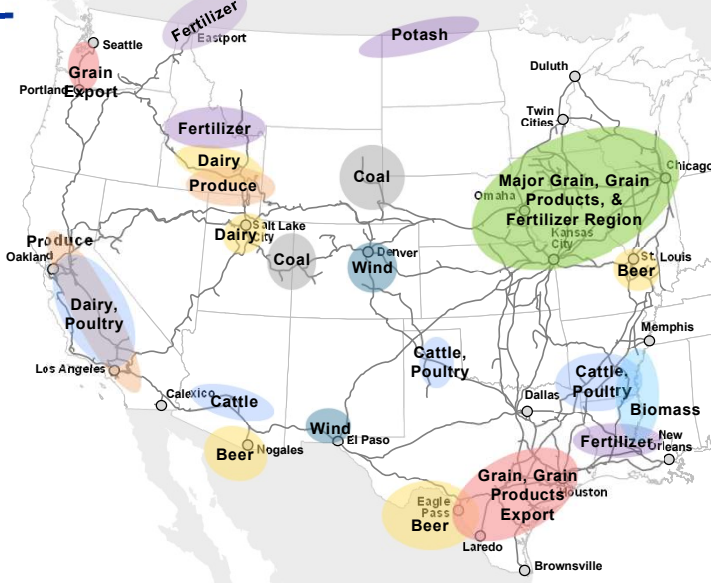 Fertilizer
Eastport
Potash
Seattle
Grain
Export
Portland
Duluth
Twin
Cities
Fertilizer
Dairy
Produce
Coal
Chicago
Major Grain, Grain
Products, &
Fertilizer Region
Omaha
Kansas
City
Salt Lake
City
Dairy
Produce
Oakland
Coal
Denver
Wind
St. Louis
Beer
Dairy,
Poultry
Memphis
Cattle,
Poultry
Los Angeles
Cattle,
Poultry
Calexico
Cattle
Dallas
Biomass
Wind
El Paso
Fertilizer
New
Orleans
Beer
Nogales
Grain, Grain
Products
Export
Houston
Eagle
Pass
Beer
Laredo
Brownsville